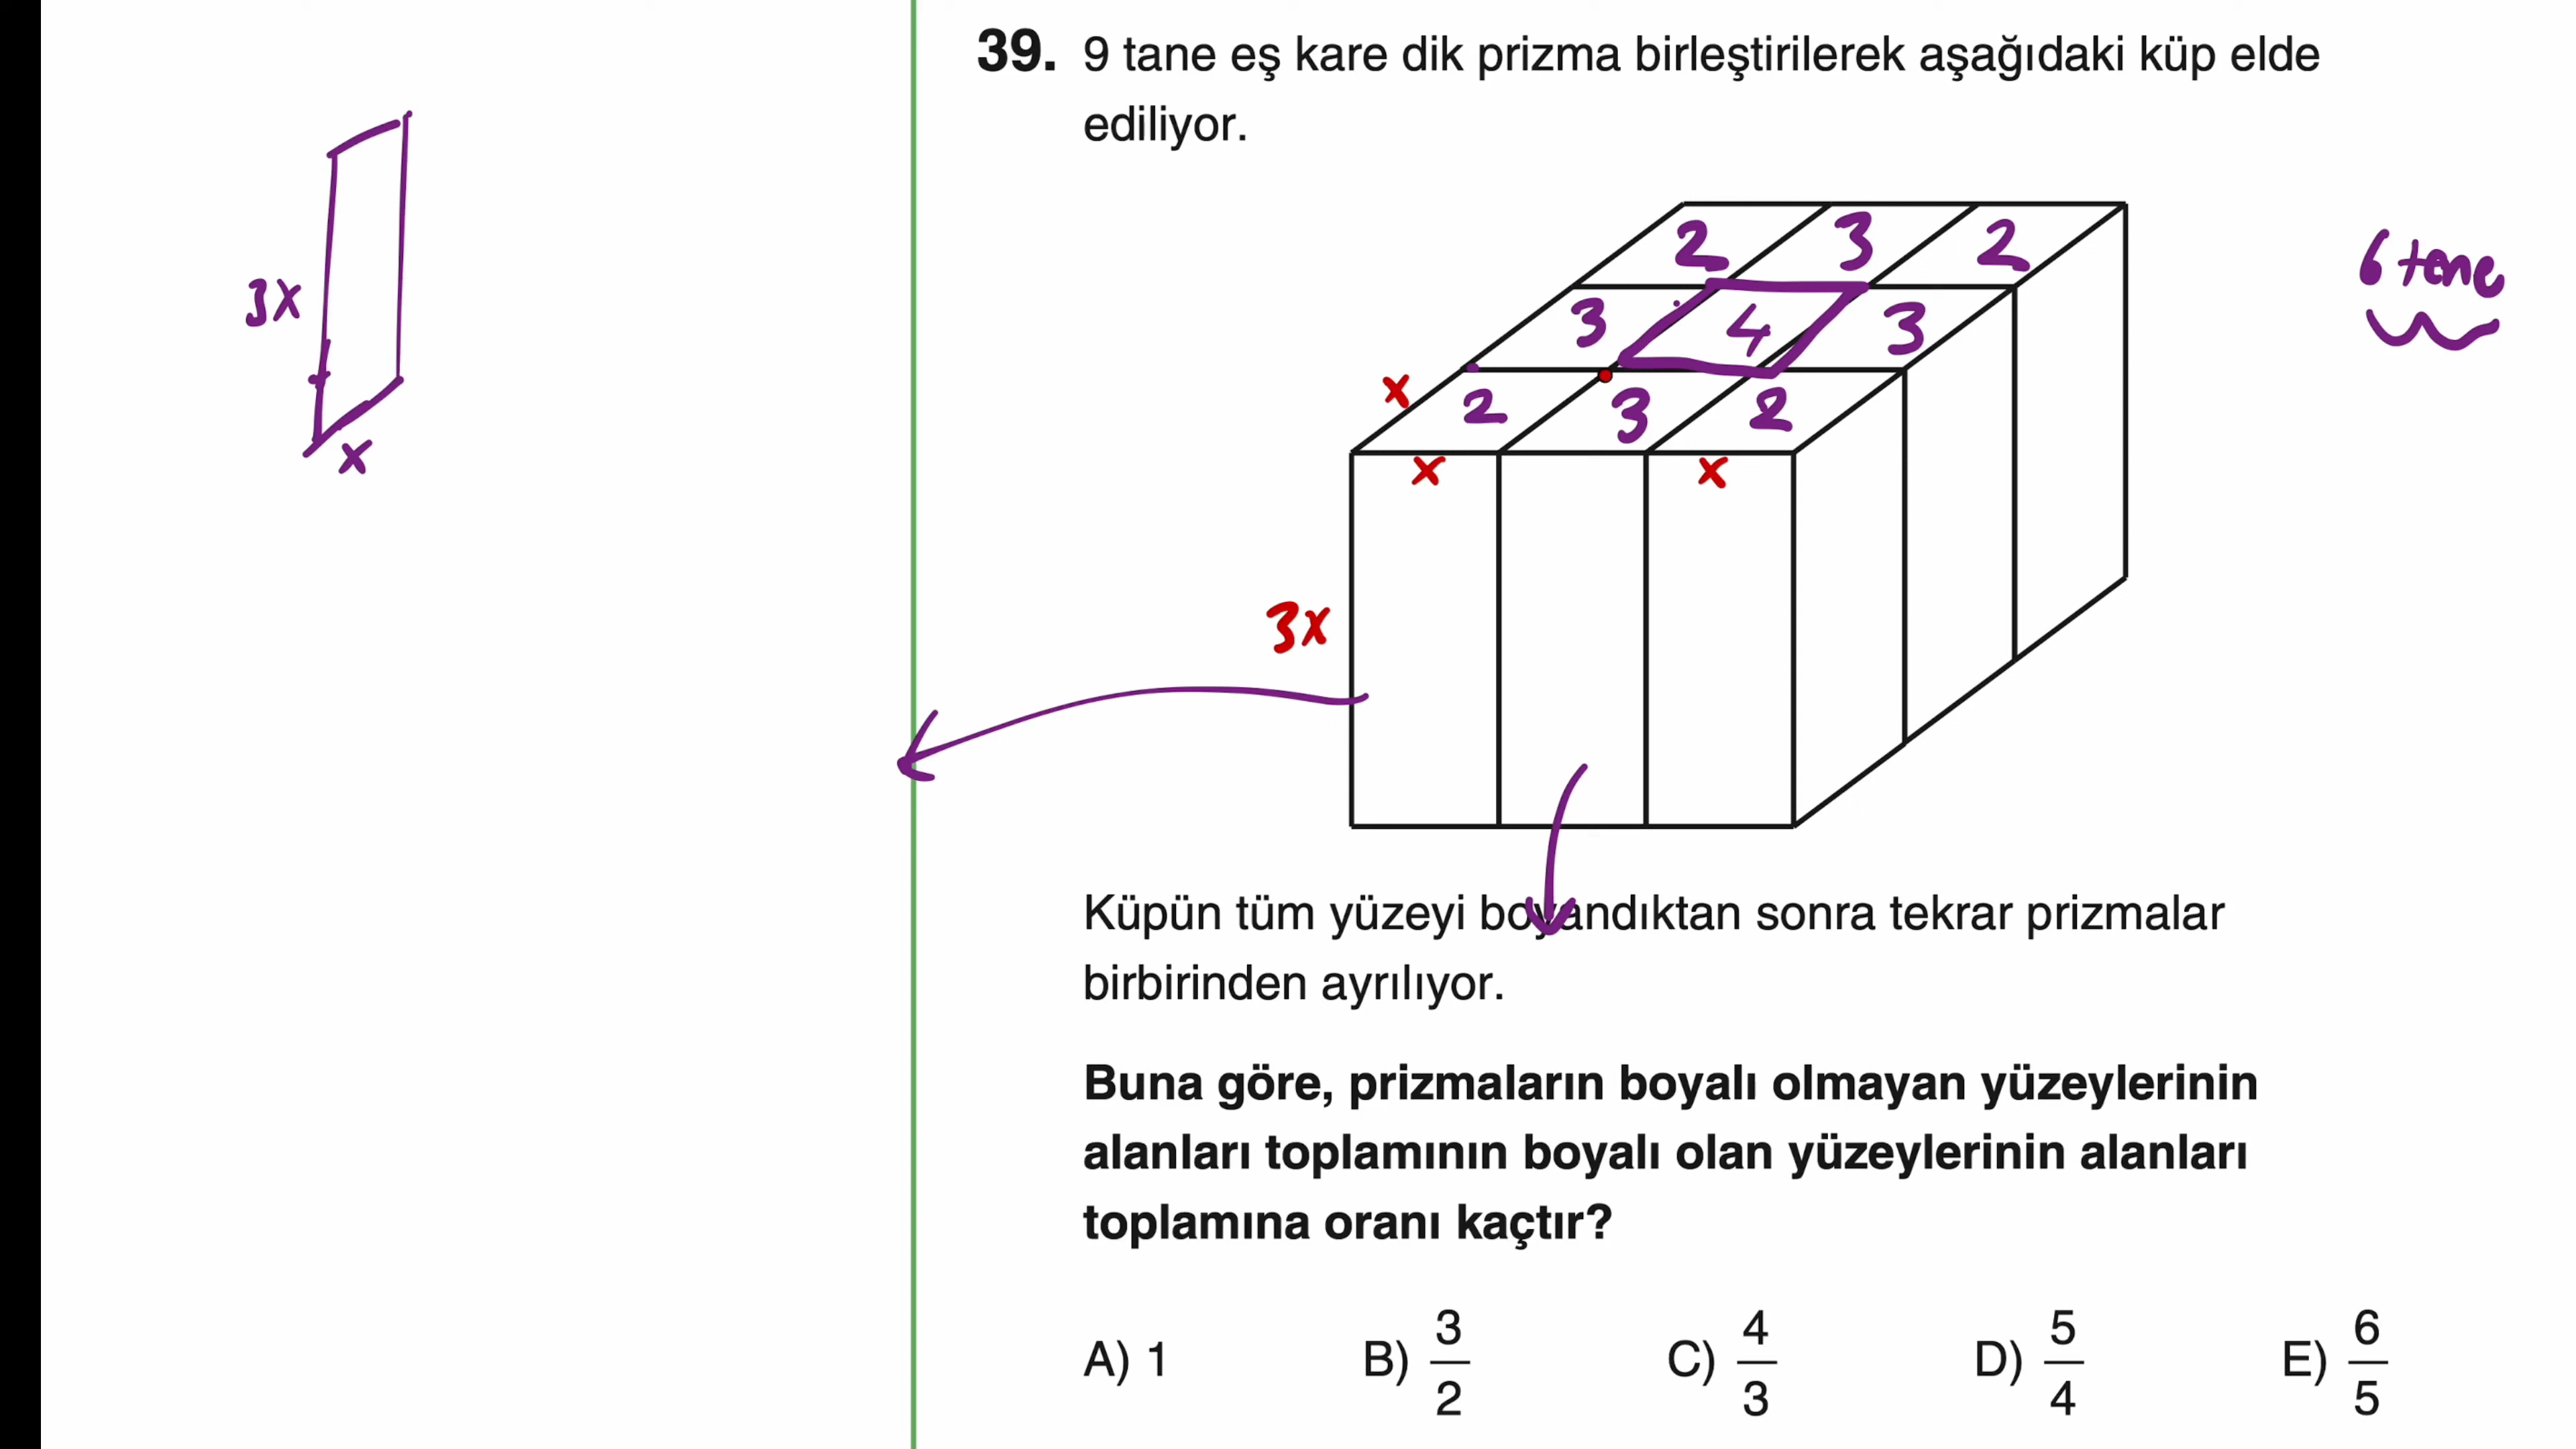 39. 9 tane eş kare dik prizma birleştirilerek aşağıdaki küp elde
ediliyor.
2 3 2
6 tane
3 4 3
x 2 3 2
x x
3x
x
3x
Küpün tüm yüzeyi boyandıktan sonra tekrar prizmalar
birbirinden ayrılıyor.
Buna göre, prizmaların boyalı olmayan yüzeylerinin
alanları toplamının boyalı olan yüzeylerinin alanları
toplamına oranı kaçtır?
A) 1 B) 3/2 C) 4/3 D) 5/4 E) 6/5